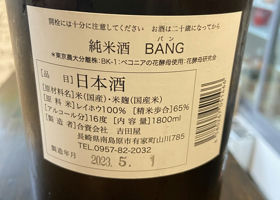 開栓には十分に注意してください お酒は二十歳になってから
バン
純米酒 BANG
*東京農大分離株:BK-1:ベゴニアの花酵母使用・花酵母研究会
[品 目]日本酒
[原材料名]米(国産)・米麹(国産米)
[原 料 米]レイホウ100% [精米歩合]65%
[アルコール分]16度 [内 容 量]1800ml
[製 造 者]合資会社 吉田屋
長崎県南島原市有家町山川785
TEL.0957-82-2032
製造年月 2023.5.1